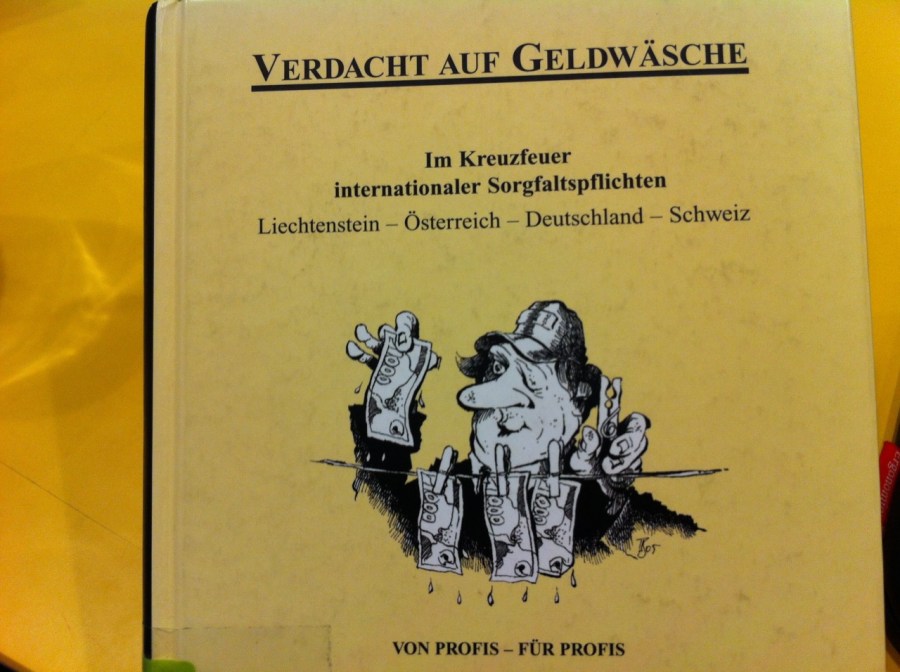 VERDACHT AUF GELDWÄSCHE
Im Kreuzfeuer
internationaler Sorgfaltspflichten
Liechtenstein – Österreich – Deutschland – Schweiz
VON PROFIS – FÜR PROFIS